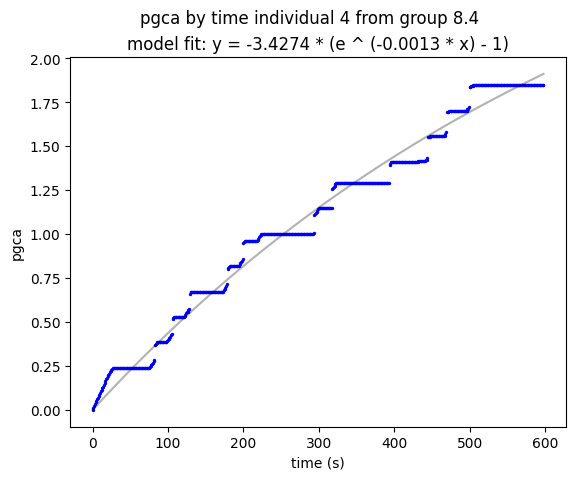 pgca by time individual 4 from group 8.4
model fit: y = -3.4274 * (e ^ (-0.0013 * x) - 1)
2.00
1.75
1.50
1.25
1.00
0.75
0.50
0.25
0.00
pgca
0 100 200 300 400 500 600
time (s)